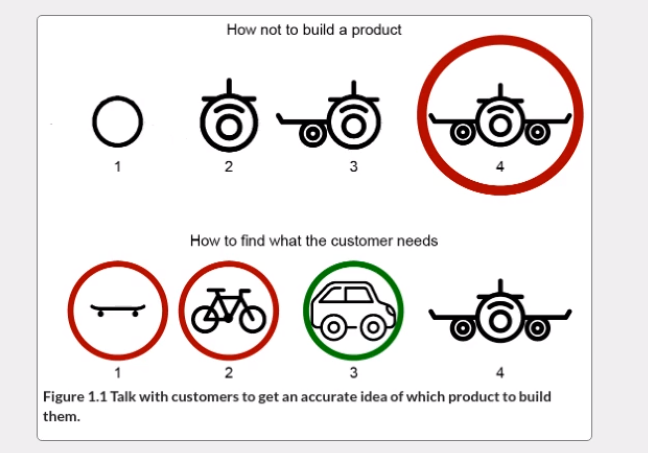 How not to build a product
1 2 3 4
How to find what the customer needs
1 2 3 4
Figure 1.1 Talk with customers to get an accurate idea of which product to build
them.